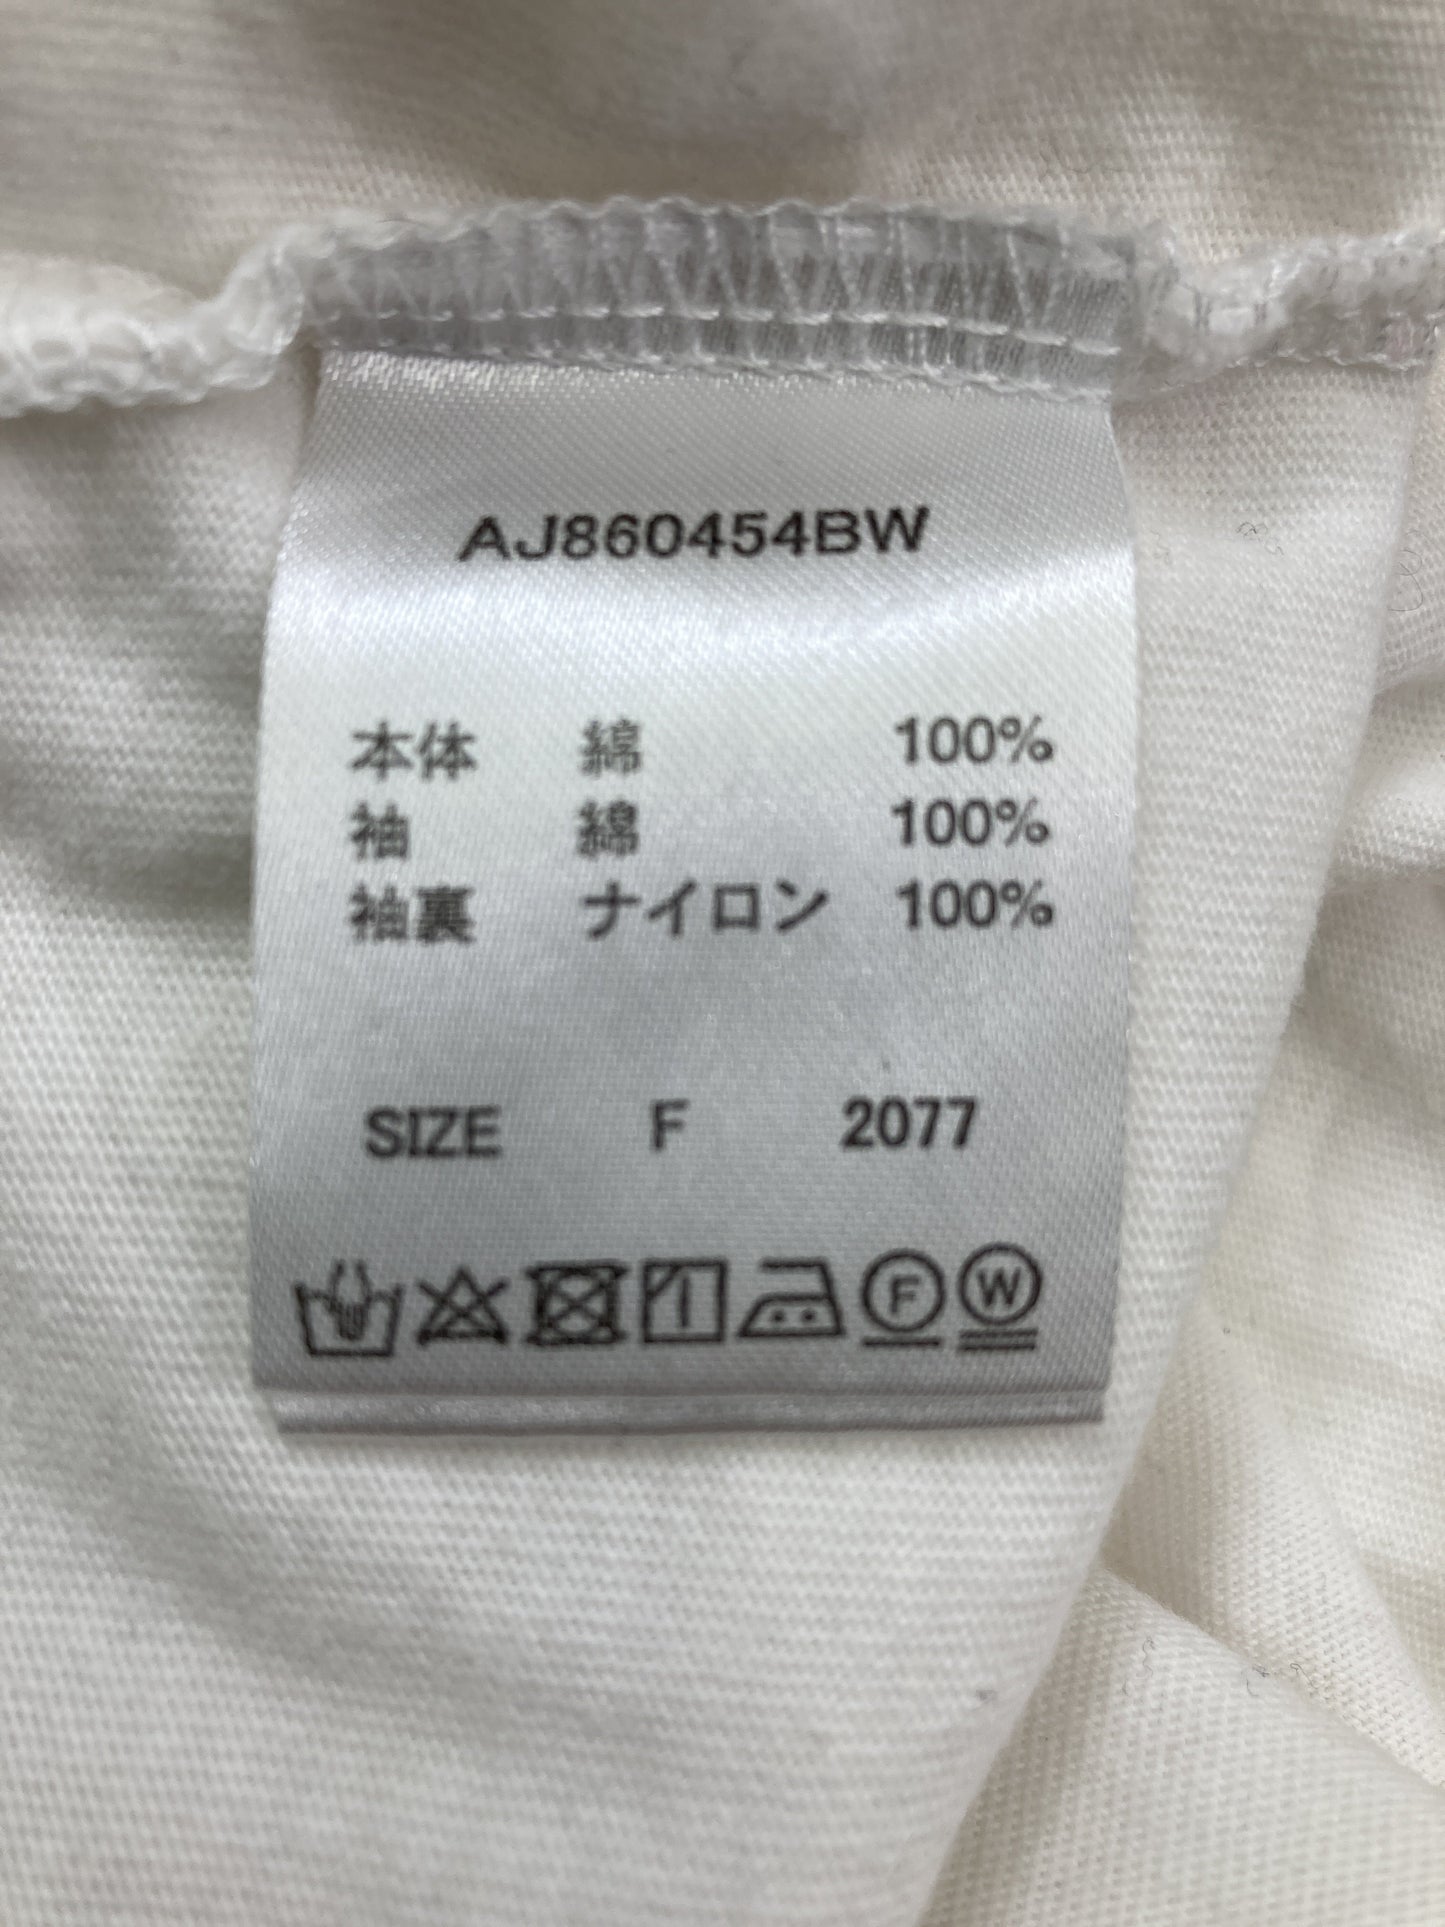 AJ860454BW
本体 綿 100%
袖 綿 100%
袖裏 ナイロン 100%
SIZE F 2077
F W